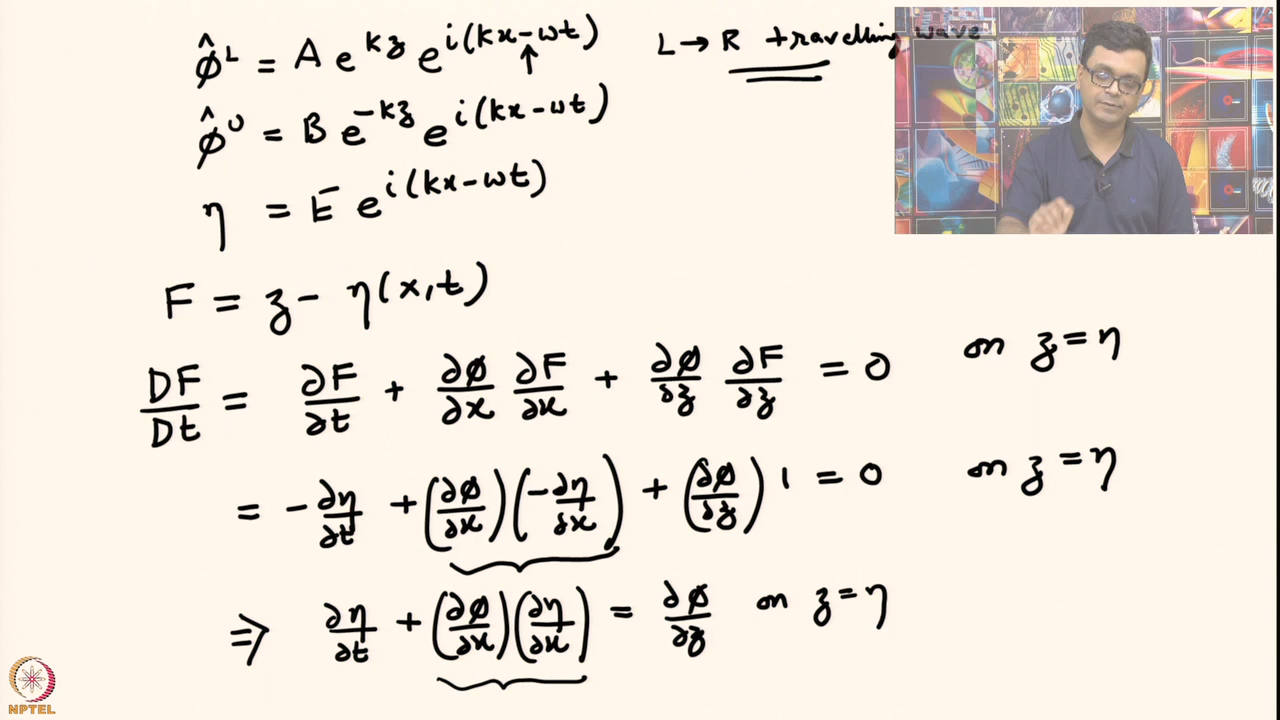 φ̂ᴸ = A e^{kz} e^{i(kx-ωt)} L → R travelling wave
↑
φ̂ᵁ = B e^{-kz} e^{i(kx-ωt)}
η = E e^{i(kx-ωt)}
F = z - η(x,t)
DF/Dt = ∂F/∂t + ∂φ/∂x ∂F/∂x + ∂φ/∂z ∂F/∂z = 0 on z = η
= -∂η/∂t + (∂φ/∂x)(-∂η/∂x) + (∂φ/∂z) 1 = 0 on z = η
⇒ ∂η/∂t + (∂φ/∂x)(∂η/∂x) = ∂φ/∂z on z = η
NPTEL